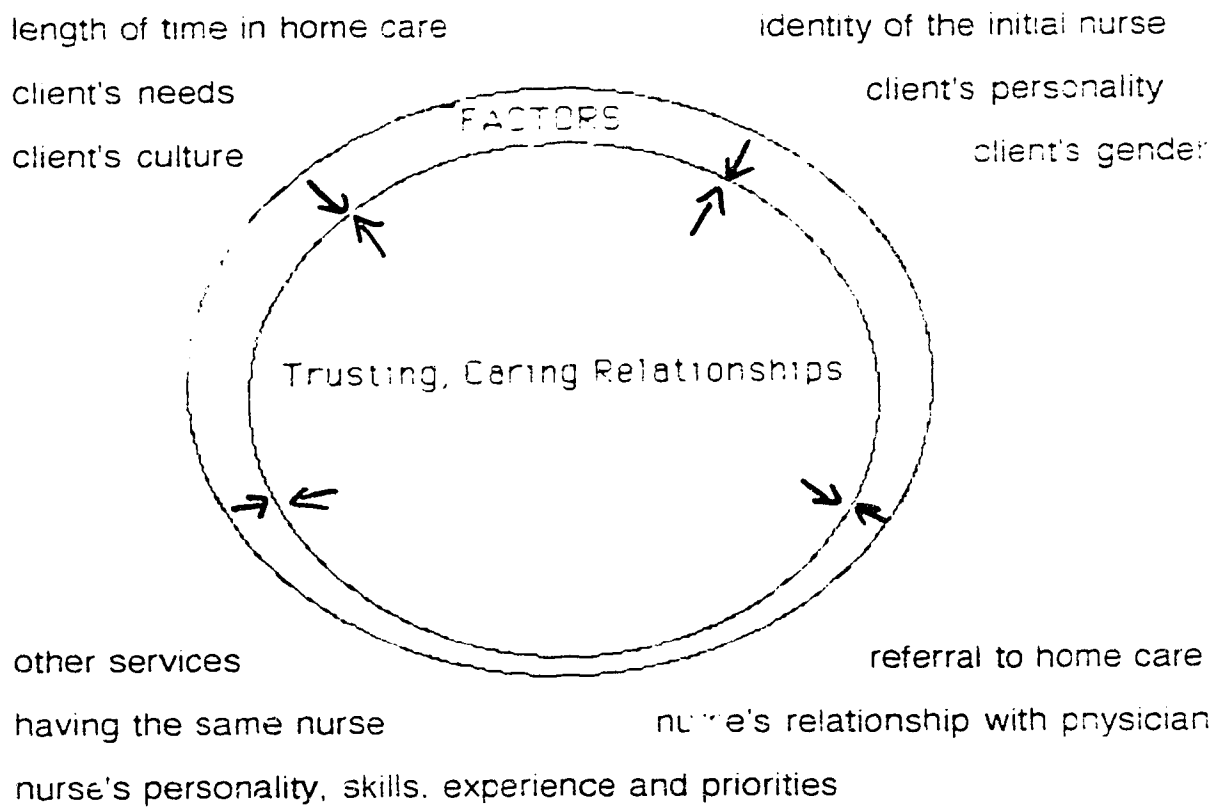 length of time in home care
identity of the initial nurse
client's needs
client's personality
client's culture
client's gender
FACTORS
Trusting, Caring Relationships
other services
referral to home care
having the same nurse
nurse's relationship with physician
nurse's personality, skills. experience and priorities